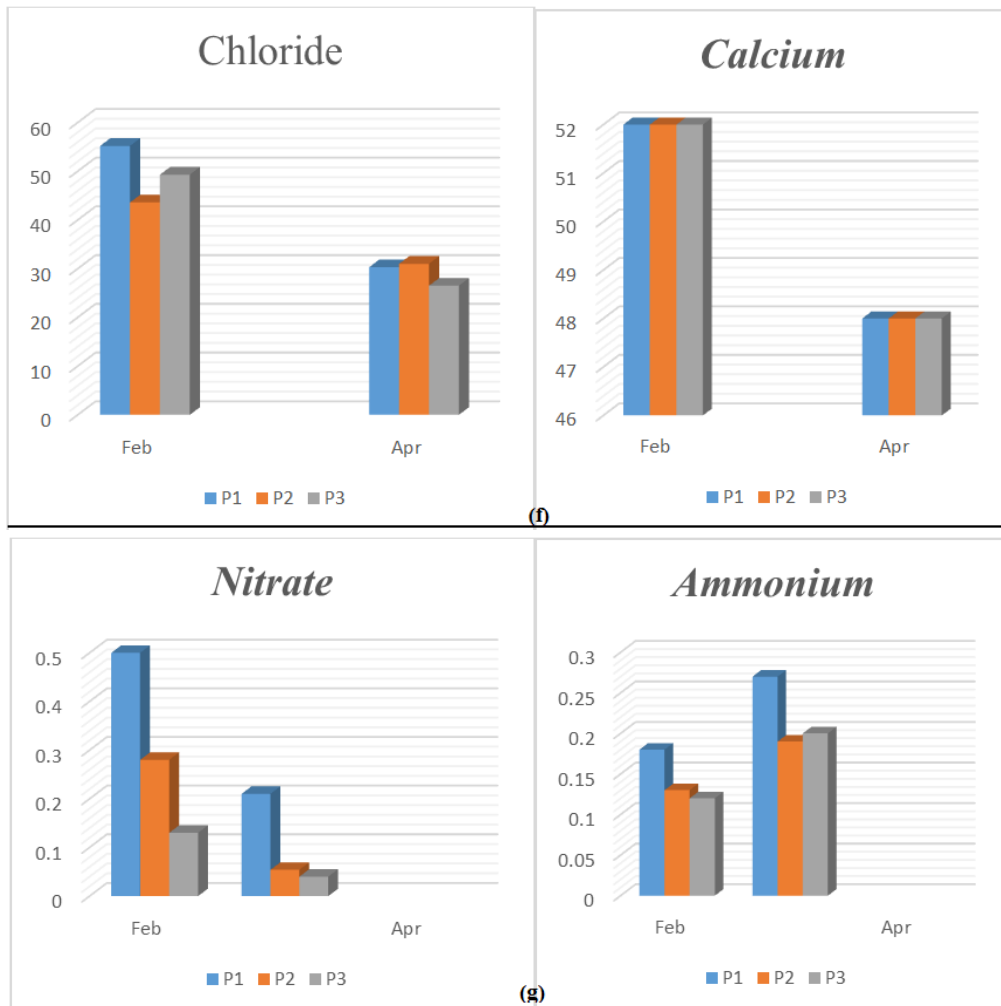 Chloride
60
50
40
30
20
10
0
Feb Apr
P1 P2 P3
Calcium
52
51
50
49
48
47
46
Feb Apr
P1 P2 P3
(f)
Nitrate
0.5
0.4
0.3
0.2
0.1
0
Feb Apr
P1 P2 P3
Ammonium
0.3
0.25
0.2
0.15
0.1
0.05
0
Feb Apr
P1 P2 P3
(g)